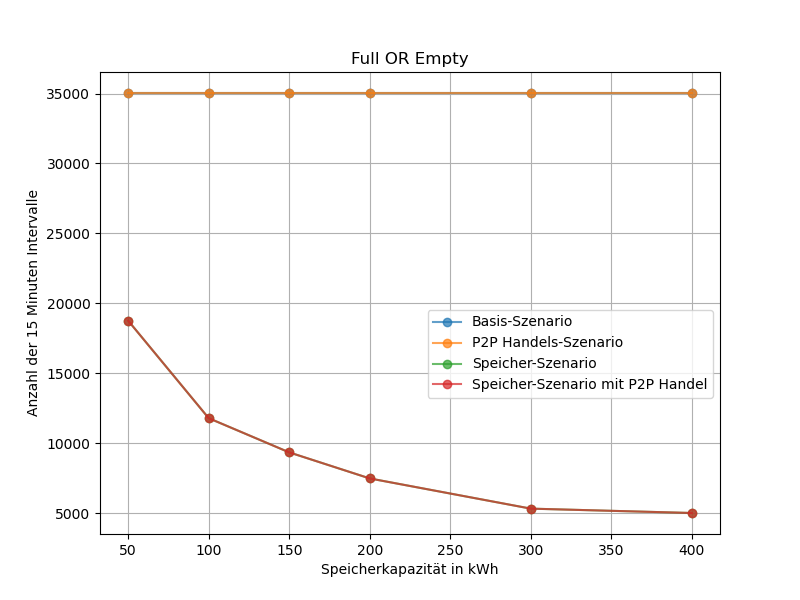 Full OR Empty
35000
30000
25000
20000
15000
10000
5000
Anzahl der 15 Minuten Intervalle
Basis-Szenario
P2P Handels-Szenario
Speicher-Szenario
Speicher-Szenario mit P2P Handel
50 100 150 200 250 300 350 400
Speicherkapazität in kWh